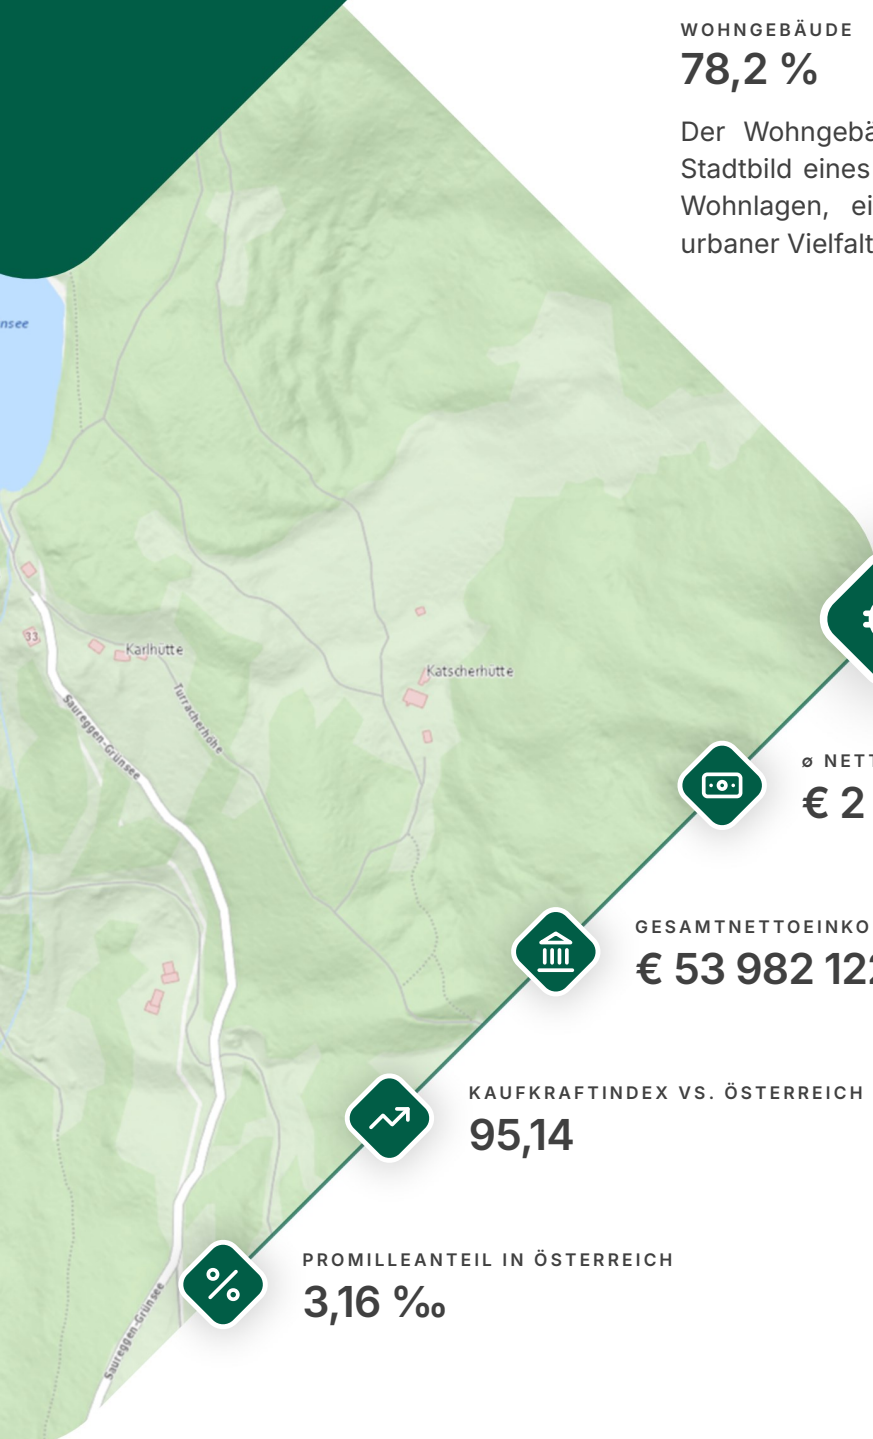 WOHNGEBÄUDE
78,2 %
Der Wohngebä
Stadtbild eines
Wohnlagen, ei
urbaner Vielfalt
nsee
33
Karlhütte
Katscherhütte
Turracherhöhe
Saureggen-Grünsee
ø NETT
€ 2
GESAMTNETTOEINKO
€ 53 982 122
KAUFKRAFTINDEX VS. ÖSTERREICH
95,14
PROMILLEANTEIL IN ÖSTERREICH
3,16 ‰
Saureggen-Grünsee